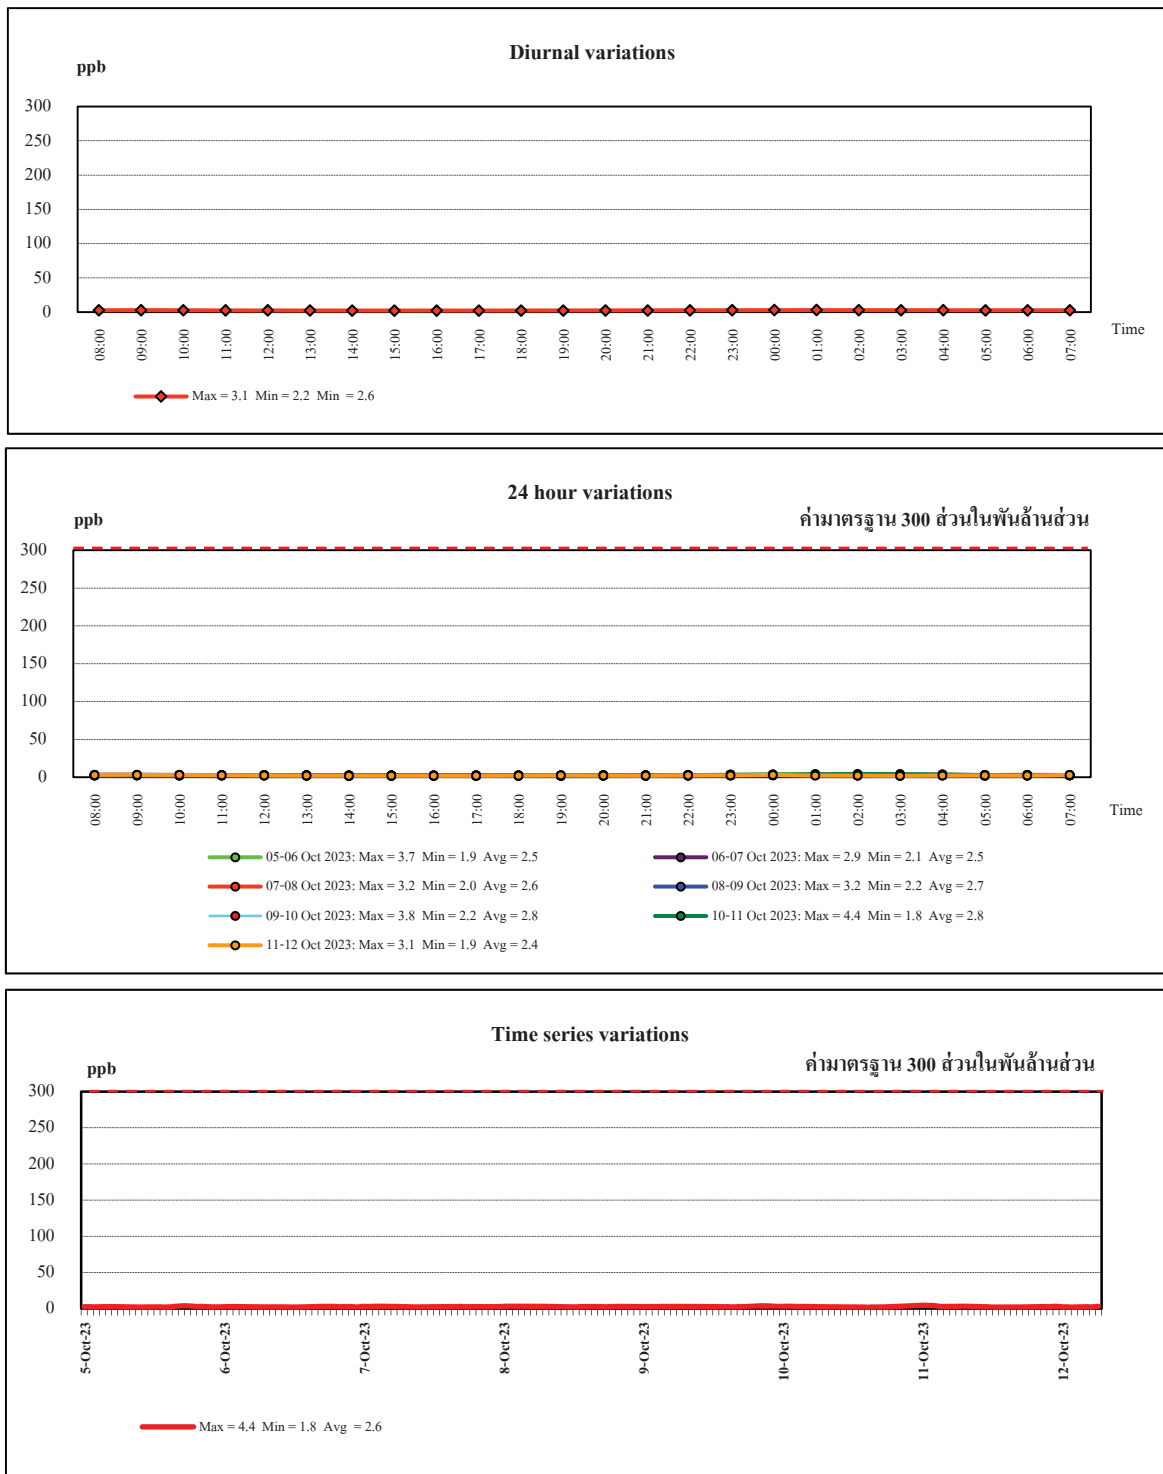 Diurnal variations
ppb
300
250
200
150
100
50
0
08:00 09:00 10:00 11:00 12:00 13:00 14:00 15:00 16:00 17:00 18:00 19:00 20:00 21:00 22:00 23:00 00:00 01:00 02:00 03:00 04:00 05:00 06:00 07:00
Time
Max = 3.1 Min = 2.2 Min = 2.6
24 hour variations
ppb
ค่ามาตรฐาน 300 ส่วนในพันล้านส่วน
300
250
200
150
100
50
0
08:00 09:00 10:00 11:00 12:00 13:00 14:00 15:00 16:00 17:00 18:00 19:00 20:00 21:00 22:00 23:00 00:00 01:00 02:00 03:00 04:00 05:00 06:00 07:00
Time
05-06 Oct 2023: Max = 3.7 Min = 1.9 Avg = 2.5
06-07 Oct 2023: Max = 2.9 Min = 2.1 Avg = 2.5
07-08 Oct 2023: Max = 3.2 Min = 2.0 Avg = 2.6
08-09 Oct 2023: Max = 3.2 Min = 2.2 Avg = 2.7
09-10 Oct 2023: Max = 3.8 Min = 2.2 Avg = 2.8
10-11 Oct 2023: Max = 4.4 Min = 1.8 Avg = 2.8
11-12 Oct 2023: Max = 3.1 Min = 1.9 Avg = 2.4
Time series variations
ppb
ค่ามาตรฐาน 300 ส่วนในพันล้านส่วน
300
250
200
150
100
50
0
5-Oct-23 6-Oct-23 7-Oct-23 8-Oct-23 9-Oct-23 10-Oct-23 11-Oct-23 12-Oct-23
Max = 4.4 Min = 1.8 Avg = 2.6